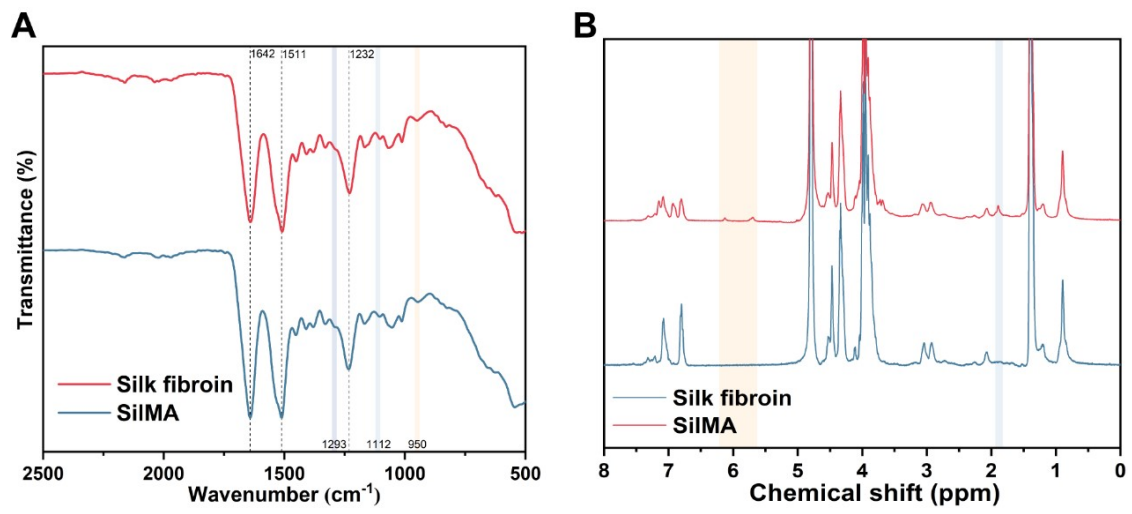 A
1642
1511
1232
Transmittance (%)
Silk fibroin
SilMA
1293
1112
950
2500
2000
1500
1000
500
Wavenumber (cm⁻¹)
B
Silk fibroin
SilMA
8
7
6
5
4
3
2
1
0
Chemical shift (ppm)